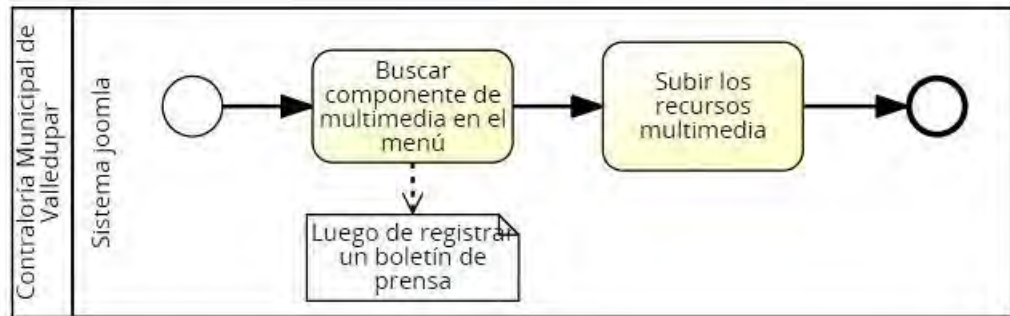 Contraloría Municipal de
Valledupar
Sistema joomla
Buscar
componente de
multimedia en el
menú
Subir los
recursos
multimedia
Luego de registrar
un boletín de
prensa